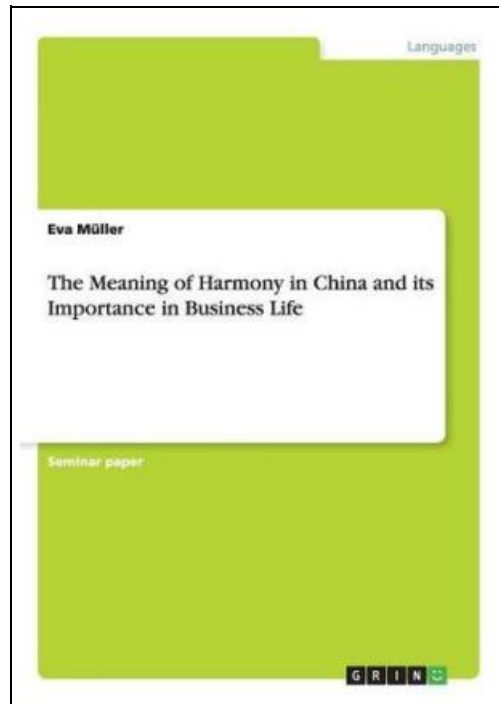 Languages
Eva Müller
The Meaning of Harmony in China and its
Importance in Business Life
Seminar paper
GRIN